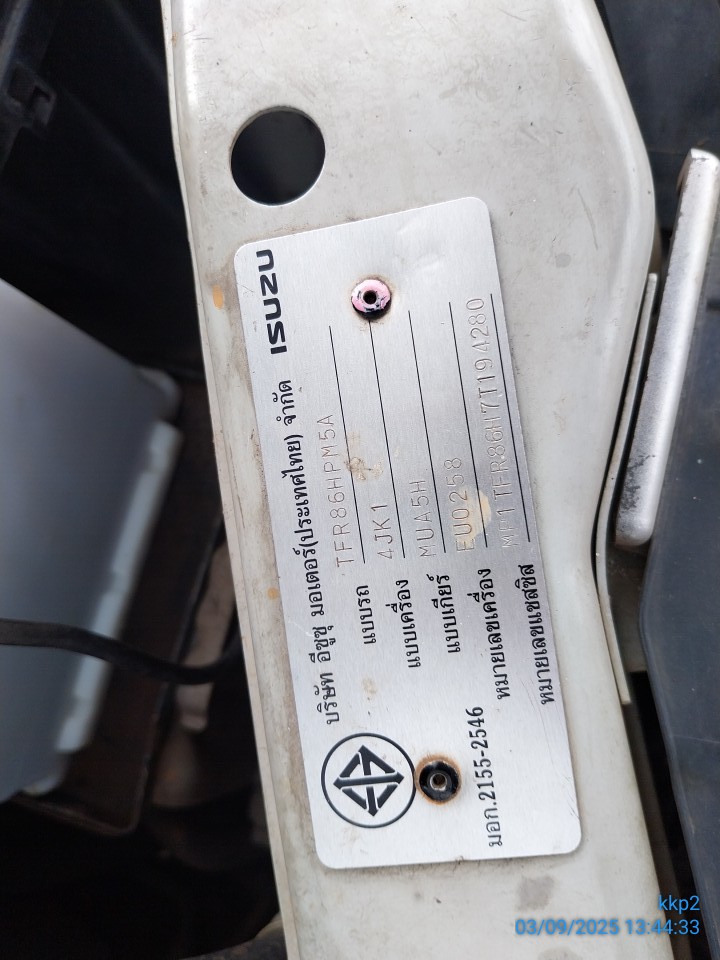 ISUZU
บริษัท อีซูซุ มอเตอร์(ประเทศไทย) จำกัด
แบบรถ TFR86HPM5A
แบบเครื่อง 4JK1
แบบเกียร์ MUA5H
หมายเลขเครื่อง EU0258
หมายเลขแชสซิส MP1TFR86H7T194280
มอก.2155-2546
kkp2
03/09/2025 13:44:33